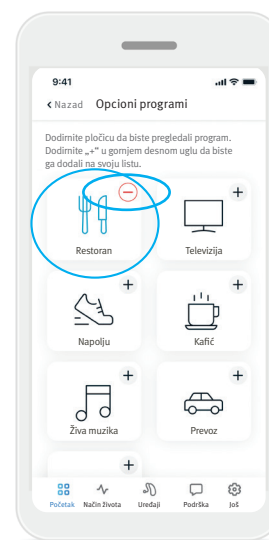 9:41
Nazad Opcioni programi
Dodirnite pločicu da biste pregledali program.
Dodirnite „+“ u gornjem desnom uglu da biste
ga dodali na svoju listu.
Restoran Televizija
Napolju Kafić
Živa muzika Prevoz
Početak Način života Uređaji Podrška Još